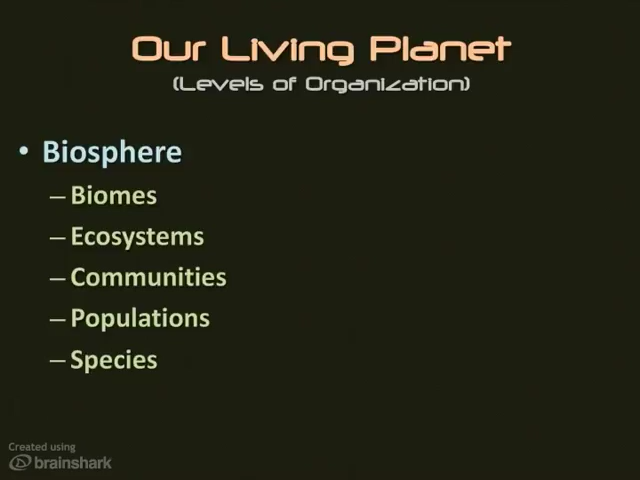 Our Living Planet
(Levels of Organization)
• Biosphere
– Biomes
– Ecosystems
– Communities
– Populations
– Species
Created using
brainshark